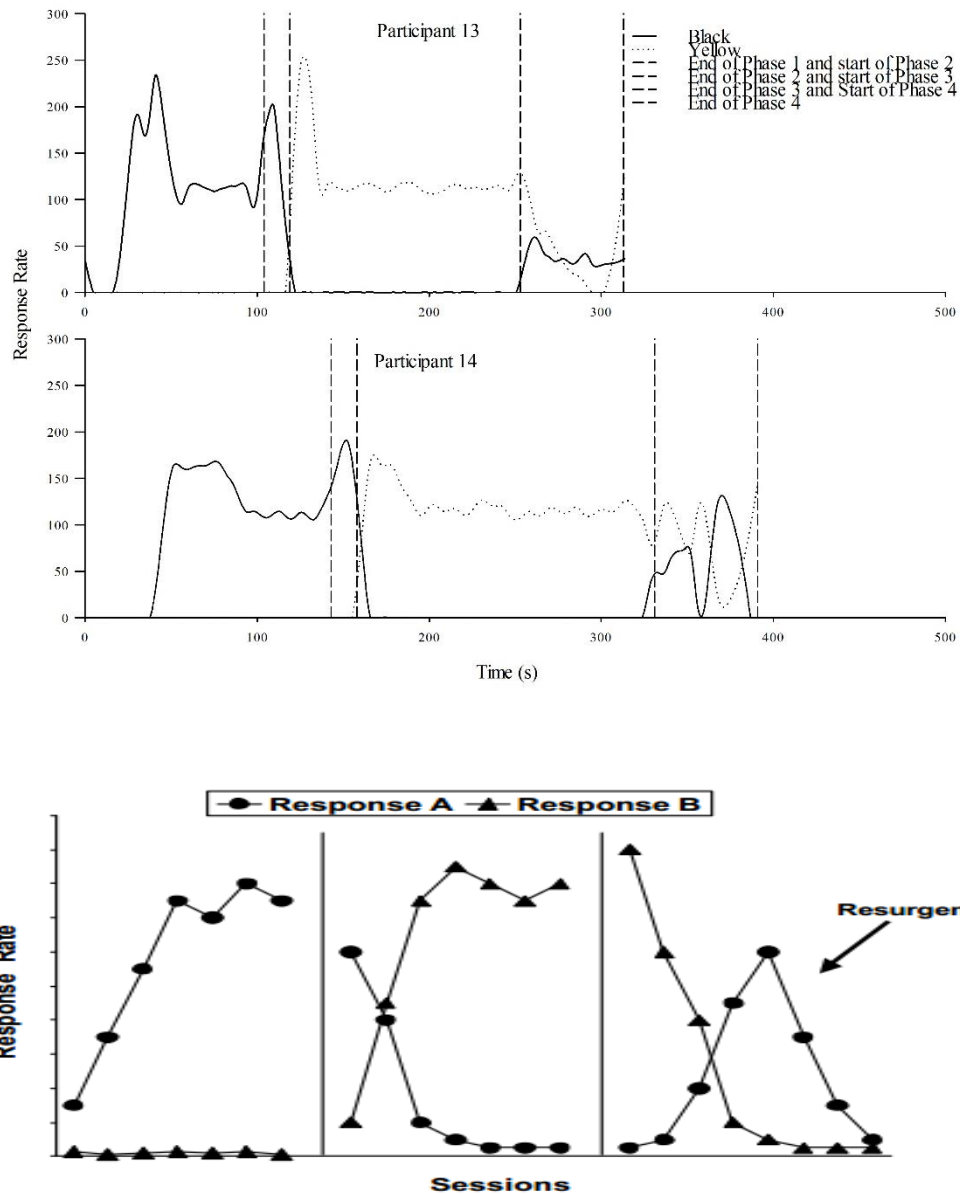 300
250
200
150
100
50
0
Participant 13
Black
Yellow
End of Phase 1 and start of Phase 2
End of Phase 2 and start of Phase 3
End of Phase 3 and Start of Phase 4
End of Phase 4
0 100 200 300 400 500
Response Rate
300
250
200
150
100
50
0
Participant 14
0 100 200 300 400 500
Time (s)
Response A Response B
Response Rate
Resurgen
Sessions